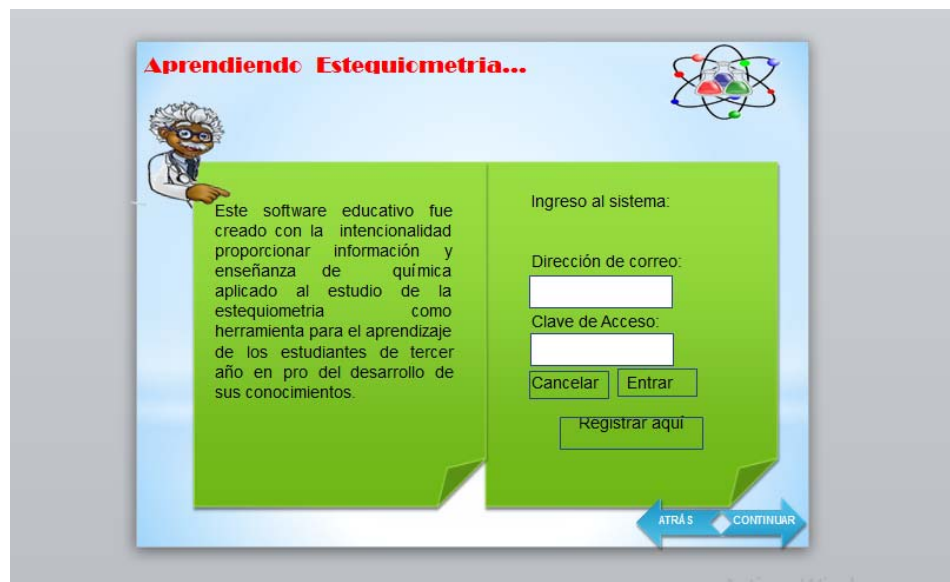 Aprendiendo Estequiometria...
Este software educativo fue
creado con la intencionalidad
proporcionar información y
enseñanza de química
aplicado al estudio de la
estequiometria como
herramienta para el aprendizaje
de los estudiantes de tercer
año en pro del desarrollo de
sus conocimientos.
Ingreso al sistema:
Dirección de correo:
Clave de Acceso:
Cancelar Entrar
Registrar aquí
ATRÁS CONTINUAR